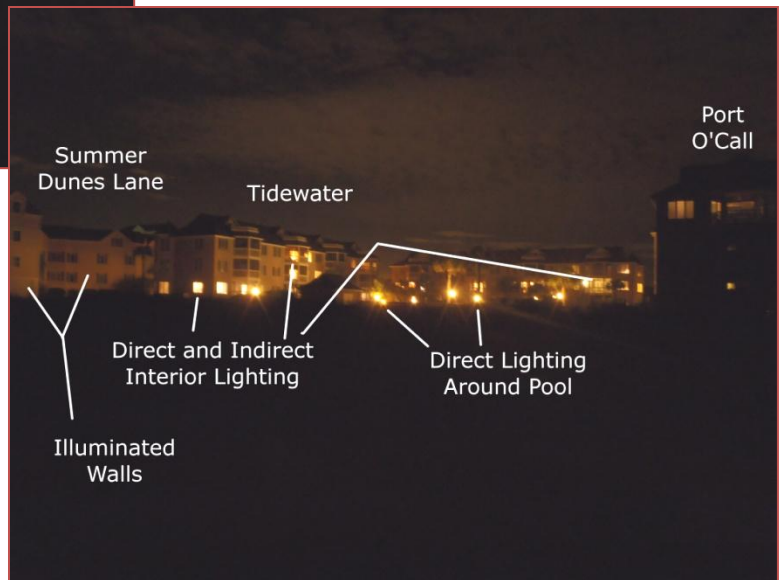 Port
O'Call
Summer
Dunes Lane
Tidewater
Direct and Indirect
Interior Lighting
Direct Lighting
Around Pool
Illuminated
Walls